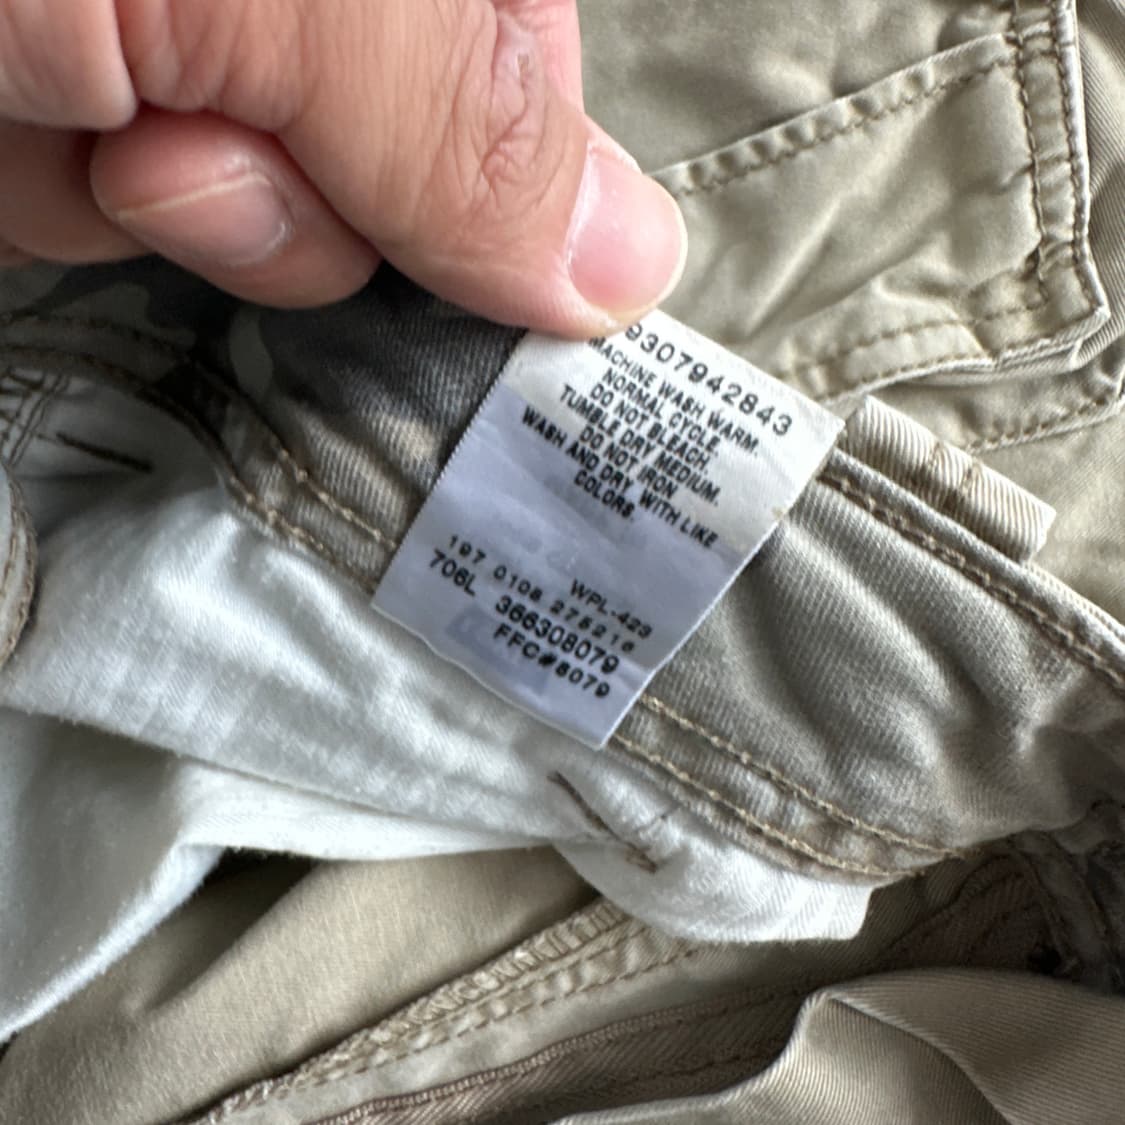 9307942843
MACHINE WASH WARM.
NORMAL CYCLE.
DO NOT BLEACH.
TUMBLE DRY MEDIUM.
DO NOT IRON
WASH AND DRY WITH LIKE
COLORS.
WPL-429
197 0108 275216
706L 366308079
FFC#8079